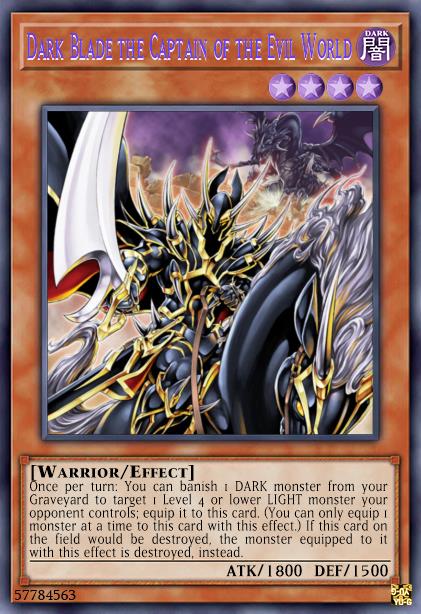 Dark Blade the Captain of the Evil World
DARK
闇
[Warrior/Effect]
Once per turn: You can banish 1 DARK monster from your
Graveyard to target 1 Level 4 or lower LIGHT monster your
opponent controls; equip it to this card. (You can only equip 1
monster at a time to this card with this effect.) If this card on
the field would be destroyed, the monster equipped to it
with this effect is destroyed, instead.
ATK/1800 DEF/1500
57784563